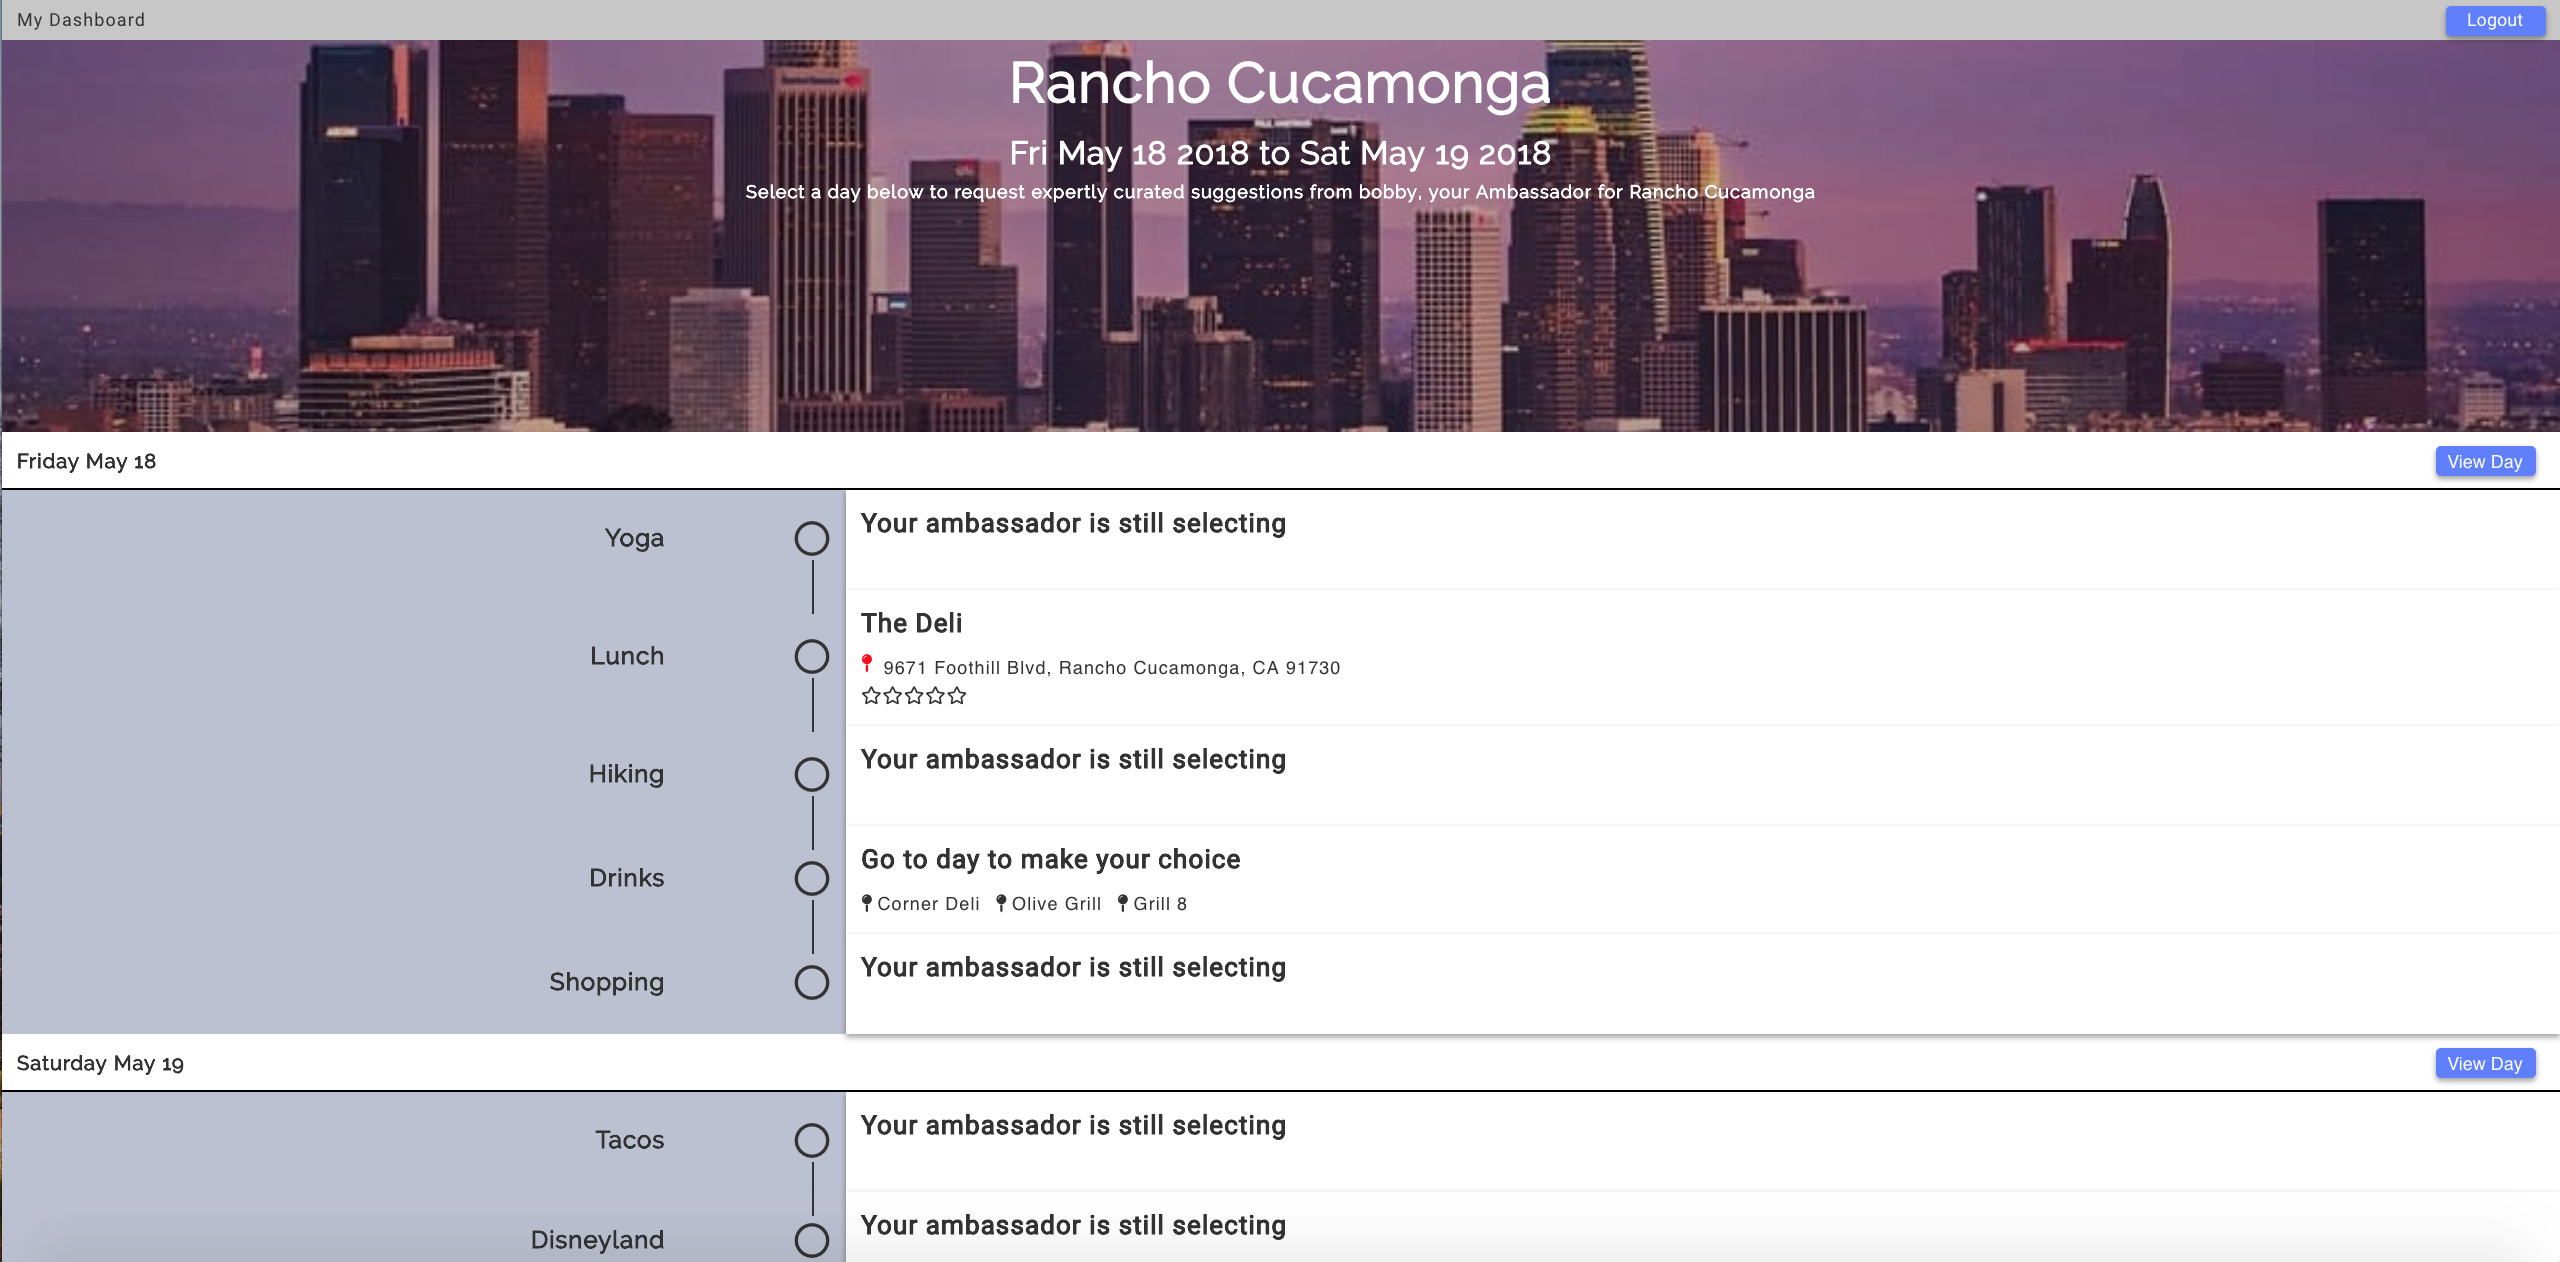 My Dashboard
Logout
Rancho Cucamonga
Fri May 18 2018 to Sat May 19 2018
Select a day below to request expertly curated suggestions from bobby, your Ambassador for Rancho Cucamonga
Friday May 18
View Day
Yoga
Your ambassador is still selecting
Lunch
The Deli
9671 Foothill Blvd, Rancho Cucamonga, CA 91730
Hiking
Your ambassador is still selecting
Drinks
Go to day to make your choice
Corner Deli Olive Grill Grill 8
Shopping
Your ambassador is still selecting
Saturday May 19
View Day
Tacos
Your ambassador is still selecting
Disneyland
Your ambassador is still selecting